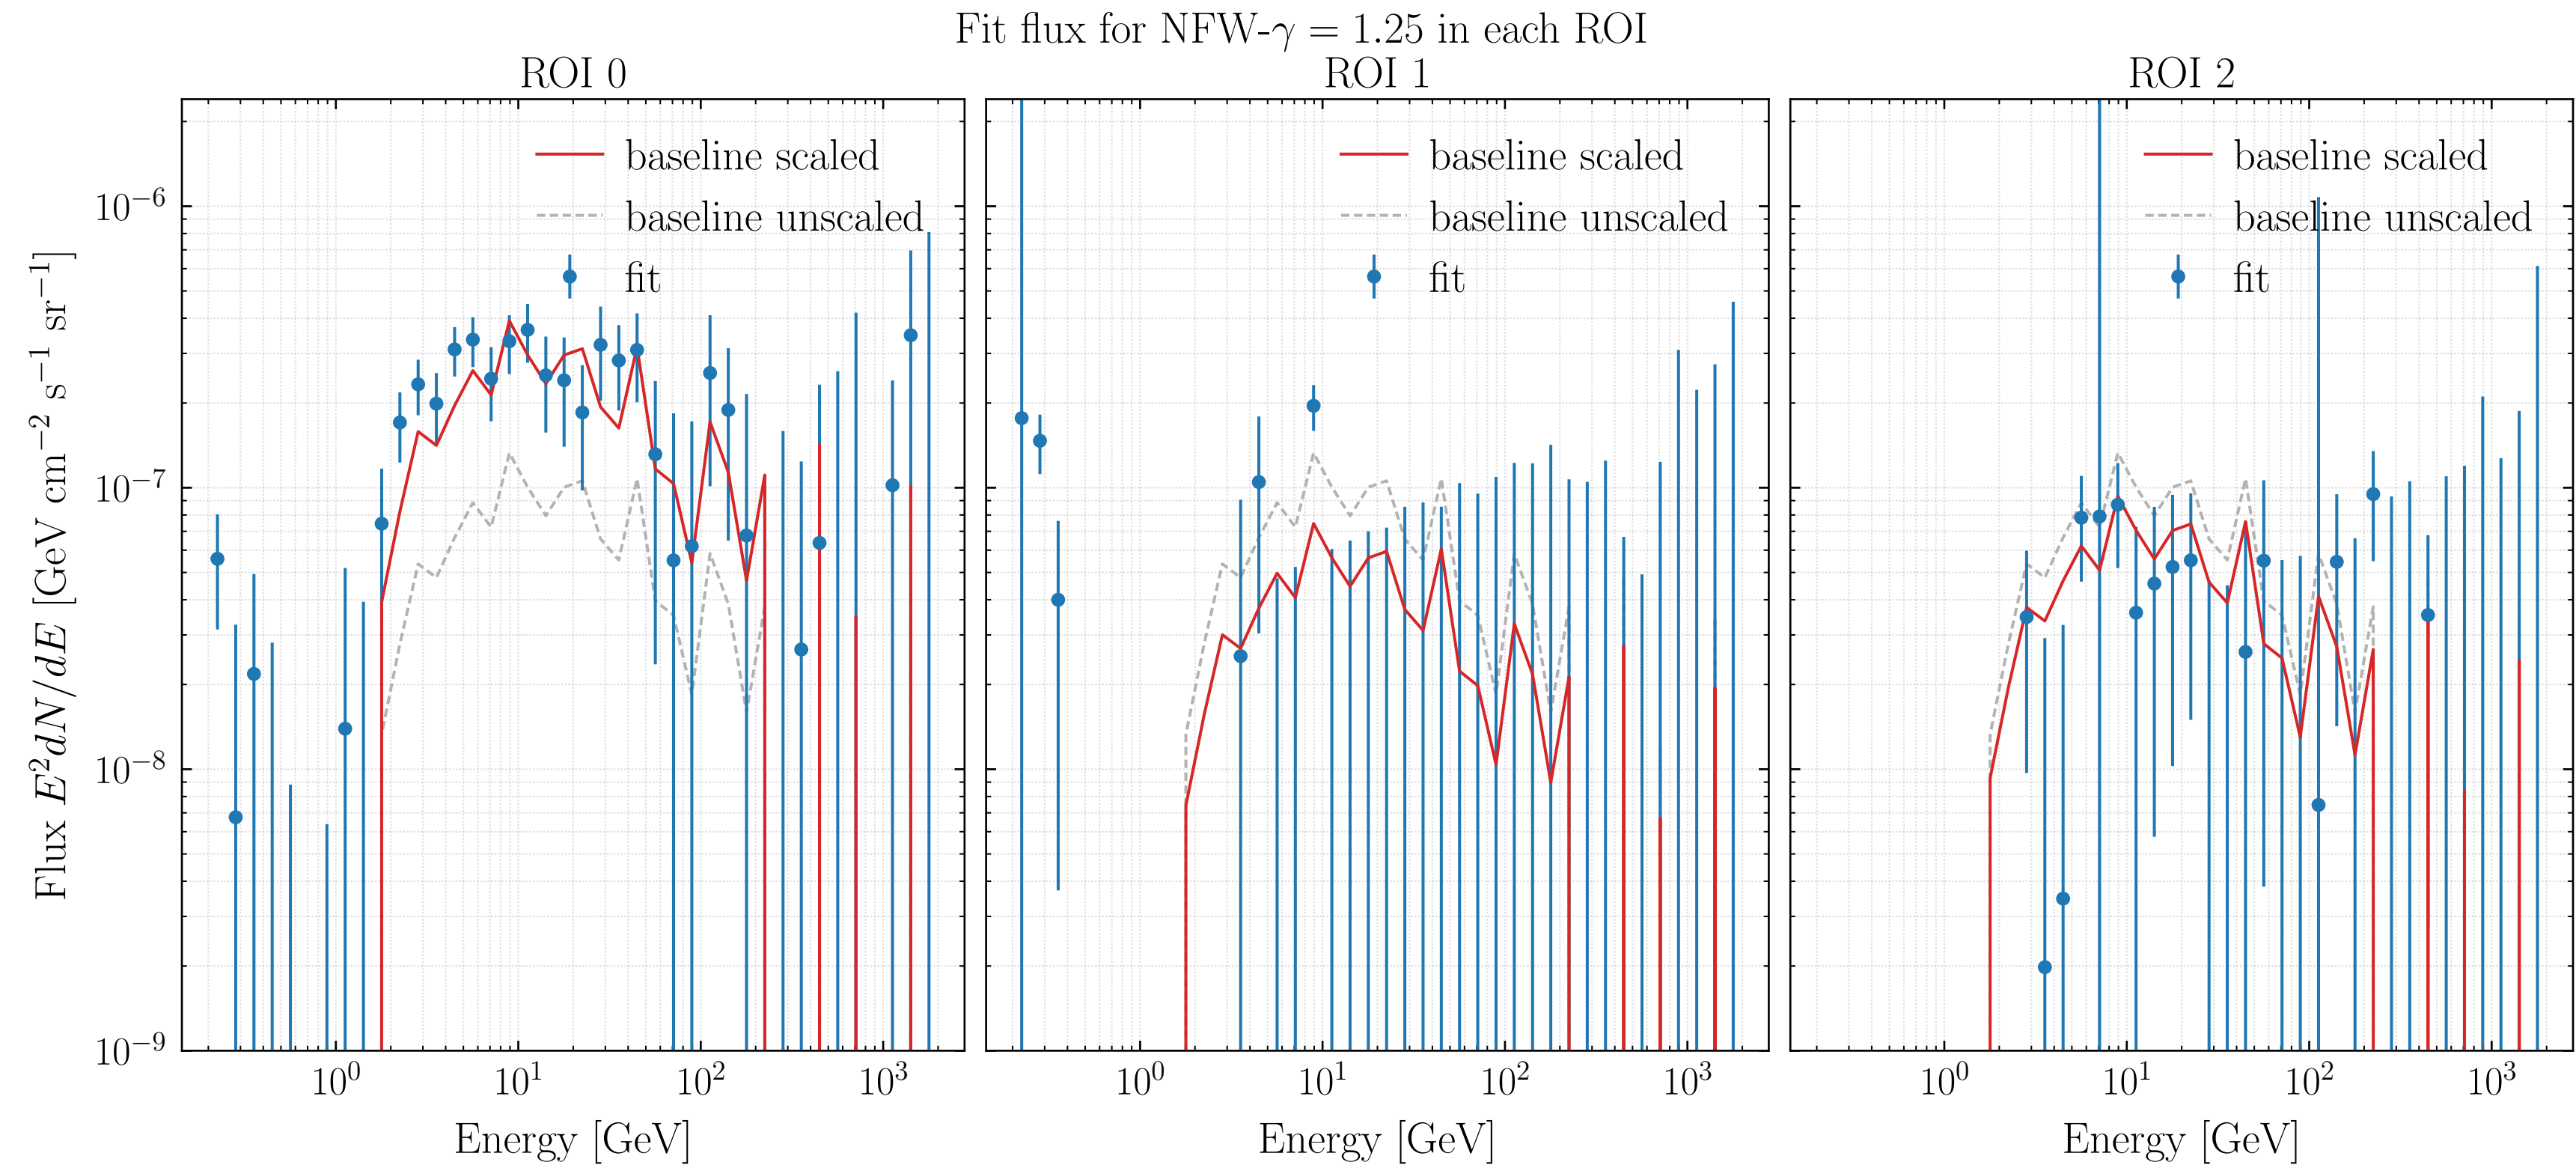 Fit flux for NFW-γ = 1.25 in each ROI
ROI 0
ROI 1
ROI 2
baseline scaled
baseline unscaled
fit
baseline scaled
baseline unscaled
fit
baseline scaled
baseline unscaled
fit
Flux E²dN/dE [GeV cm⁻² s⁻¹ sr⁻¹]
10⁻⁶
10⁻⁷
10⁻⁸
10⁻⁹
10⁰ 10¹ 10² 10³
10⁰ 10¹ 10² 10³
10⁰ 10¹ 10² 10³
Energy [GeV]
Energy [GeV]
Energy [GeV]